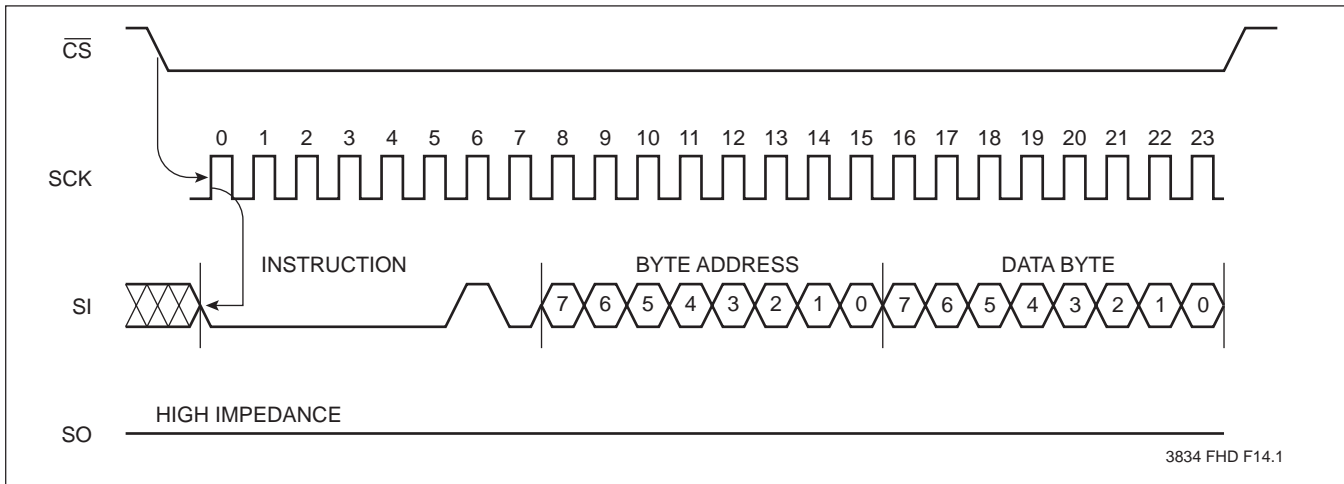 CS
0 1 2 3 4 5 6 7 8 9 10 11 12 13 14 15 16 17 18 19 20 21 22 23
SCK
INSTRUCTION BYTE ADDRESS DATA BYTE
SI 7 6 5 4 3 2 1 0 7 6 5 4 3 2 1 0
HIGH IMPEDANCE
SO
3834 FHD F14.1